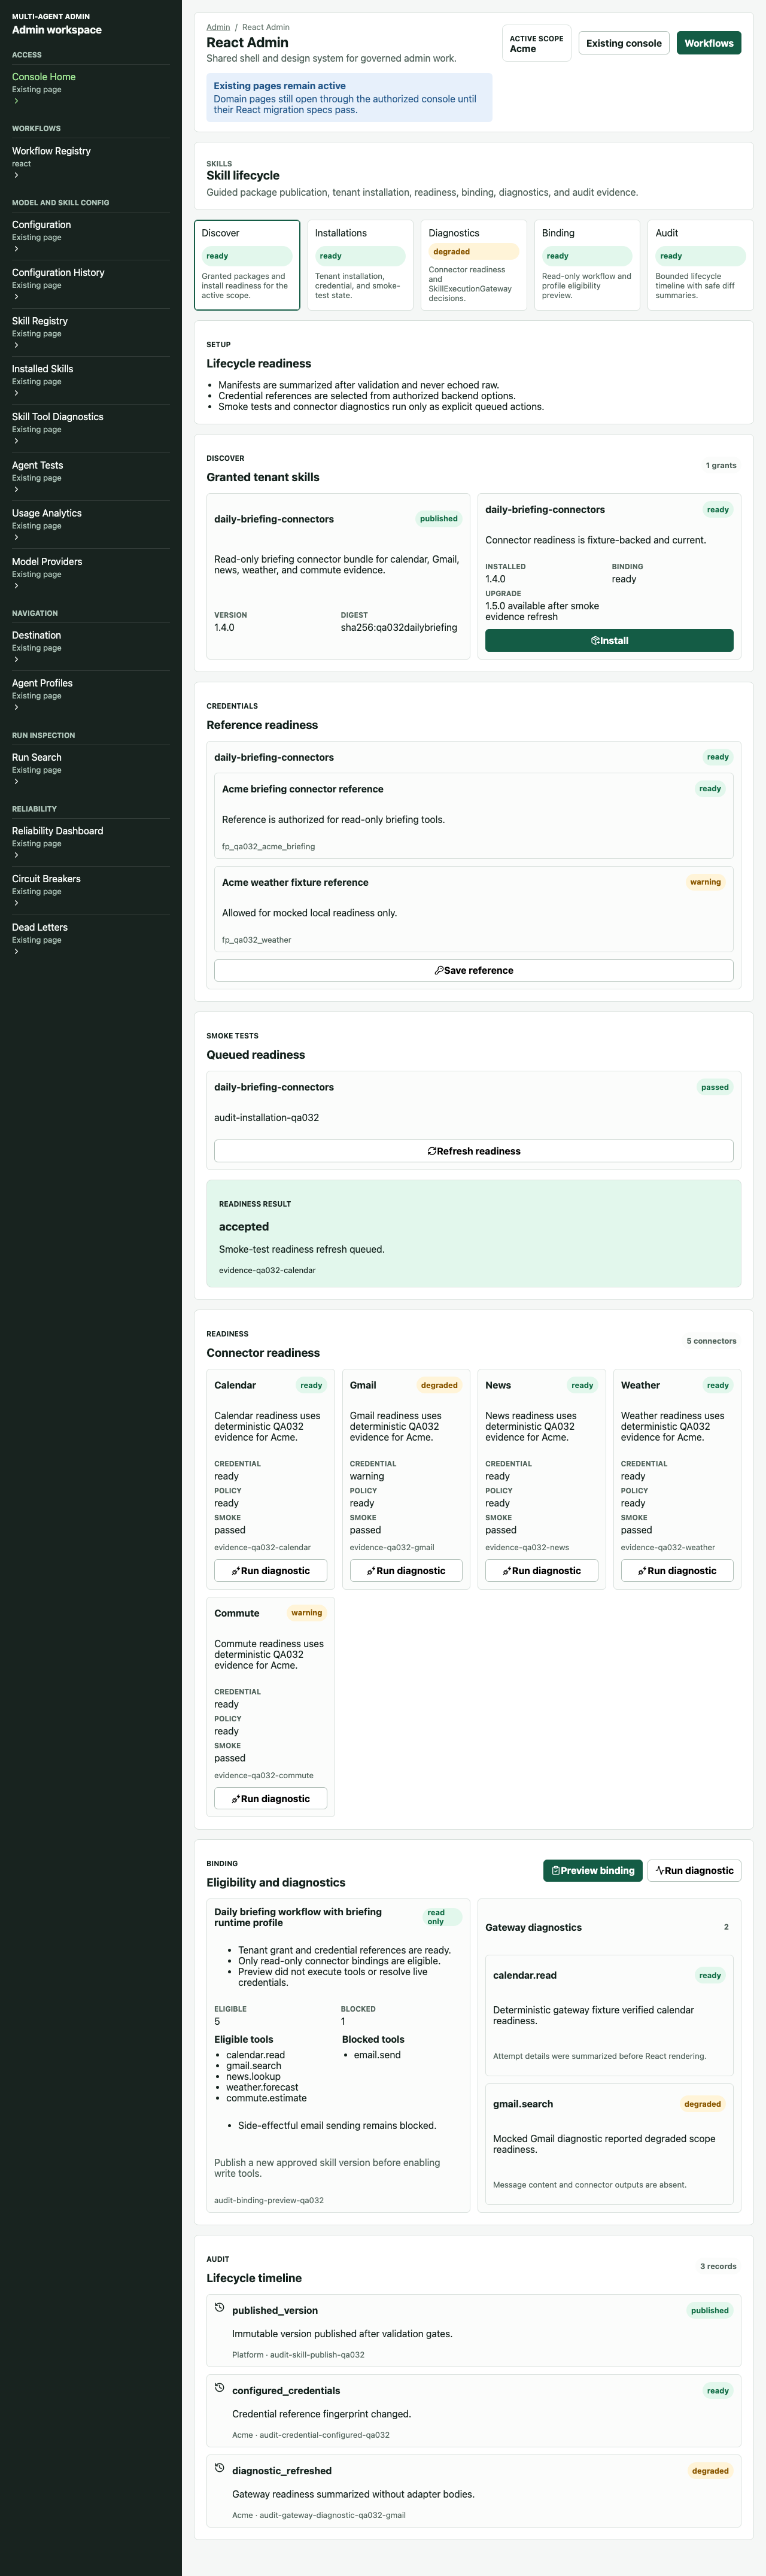 MULTI-AGENT ADMIN
Admin workspace
ACCESS
Console Home
Existing page
WORKFLOWS
Workflow Registry
react
MODEL AND SKILL CONFIG
Configuration
Existing page
Configuration History
Existing page
Skill Registry
Existing page
Installed Skills
Existing page
Skill Tool Diagnostics
Existing page
Agent Tests
Existing page
Usage Analytics
Existing page
Model Providers
Existing page
NAVIGATION
Destination
Existing page
Agent Profiles
Existing page
RUN INSPECTION
Run Search
Existing page
RELIABILITY
Reliability Dashboard
Existing page
Circuit Breakers
Existing page
Dead Letters
Existing page
Admin / React Admin
React Admin
Shared shell and design system for governed admin work.
Existing pages remain active
Domain pages still open through the authorized console until
their React migration specs pass.
ACTIVE SCOPE
Acme
Existing console
Workflows
SKILLS
Skill lifecycle
Guided package publication, tenant installation, readiness, binding, diagnostics, and audit evidence.
Discover
ready
Granted packages and
install readiness for the
active scope.
Installations
ready
Tenant installation,
credential, and smoke-
test state.
Diagnostics
degraded
Connector readiness
and
SkillExecutionGateway
decisions.
Binding
ready
Read-only workflow and
profile eligibility
preview.
Audit
ready
Bounded lifecycle
timeline with safe diff
summaries.
SETUP
Lifecycle readiness
• Manifests are summarized after validation and never echoed raw.
• Credential references are selected from authorized backend options.
• Smoke tests and connector diagnostics run only as explicit queued actions.
DISCOVER
Granted tenant skills
1 grants
daily-briefing-connectors
published
Read-only briefing connector bundle for calendar, Gmail,
news, weather, and commute evidence.
VERSION
1.4.0
DIGEST
sha256:qa032dailybriefing
daily-briefing-connectors
ready
Connector readiness is fixture-backed and current.
INSTALLED
1.4.0
BINDING
ready
UPGRADE
1.5.0 available after smoke
evidence refresh
Install
CREDENTIALS
Reference readiness
daily-briefing-connectors
ready
Acme briefing connector reference
ready
Reference is authorized for read-only briefing tools.
fp_qa032_acme_briefing
Acme weather fixture reference
warning
Allowed for mocked local readiness only.
fp_qa032_weather
Save reference
SMOKE TESTS
Queued readiness
daily-briefing-connectors
passed
audit-installation-qa032
Refresh readiness
READINESS RESULT
accepted
Smoke-test readiness refresh queued.
evidence-qa032-calendar
READINESS
Connector readiness
5 connectors
Calendar
ready
Calendar readiness uses
deterministic QA032
evidence for Acme.
CREDENTIAL
ready
POLICY
ready
SMOKE
passed
evidence-qa032-calendar
Run diagnostic
Gmail
degraded
Gmail readiness uses
deterministic QA032
evidence for Acme.
CREDENTIAL
warning
POLICY
ready
SMOKE
passed
evidence-qa032-gmail
Run diagnostic
News
ready
News readiness uses
deterministic QA032
evidence for Acme.
CREDENTIAL
ready
POLICY
ready
SMOKE
passed
evidence-qa032-news
Run diagnostic
Weather
ready
Weather readiness uses
deterministic QA032
evidence for Acme.
CREDENTIAL
ready
POLICY
ready
SMOKE
passed
evidence-qa032-weather
Run diagnostic
Commute
warning
Commute readiness uses
deterministic QA032
evidence for Acme.
CREDENTIAL
ready
POLICY
ready
SMOKE
passed
evidence-qa032-commute
Run diagnostic
BINDING
Eligibility and diagnostics
Preview binding
Run diagnostic
Daily briefing workflow with briefing
runtime profile
read
only
• Tenant grant and credential references are ready.
• Only read-only connector bindings are eligible.
• Preview did not execute tools or resolve live
credentials.
ELIGIBLE
5
BLOCKED
1
Eligible tools
• calendar.read
• gmail.search
• news.lookup
• weather.forecast
• commute.estimate
Blocked tools
• email.send
• Side-effectful email sending remains blocked.
Publish a new approved skill version before enabling
write tools.
audit-binding-preview-qa032
Gateway diagnostics
2
calendar.read
ready
Deterministic gateway fixture verified calendar
readiness.
Attempt details were summarized before React rendering.
gmail.search
degraded
Mocked Gmail diagnostic reported degraded scope
readiness.
Message content and connector outputs are absent.
AUDIT
Lifecycle timeline
3 records
published_version
published
Immutable version published after validation gates.
Platform · audit-skill-publish-qa032
configured_credentials
ready
Credential reference fingerprint changed.
Acme · audit-credential-configured-qa032
diagnostic_refreshed
degraded
Gateway readiness summarized without adapter bodies.
Acme · audit-gateway-diagnostic-qa032-gmail